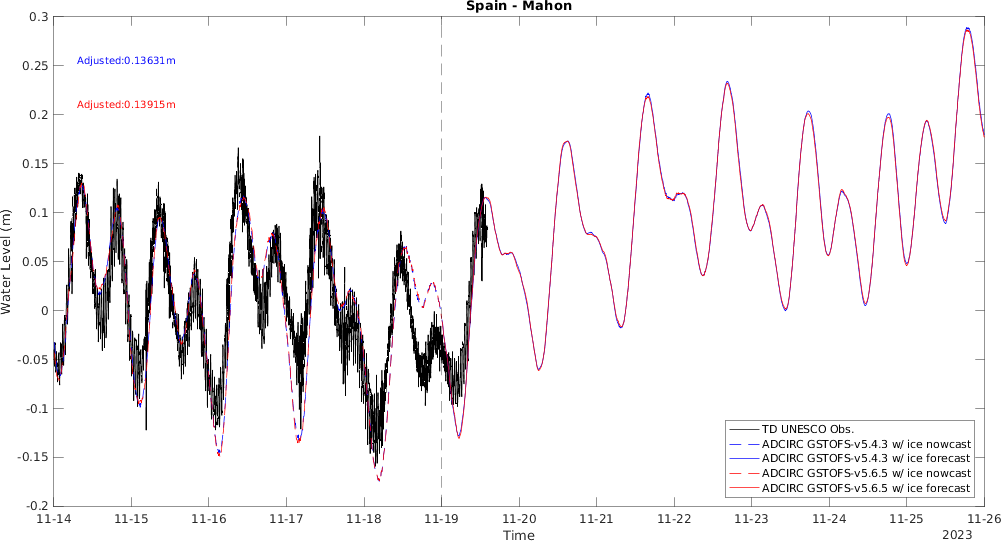 Spain - Mahon
Adjusted:0.13631m
Adjusted:0.13915m
Water Level (m)
0.3
0.25
0.2
0.15
0.1
0.05
0
-0.05
-0.1
-0.15
-0.2
TD UNESCO Obs.
ADCIRC GSTOFS-v5.4.3 w/ ice nowcast
ADCIRC GSTOFS-v5.4.3 w/ ice forecast
ADCIRC GSTOFS-v5.6.5 w/ ice nowcast
ADCIRC GSTOFS-v5.6.5 w/ ice forecast
11-14 11-15 11-16 11-17 11-18 11-19 11-20 11-21 11-22 11-23 11-24 11-25 11-26
Time
2023